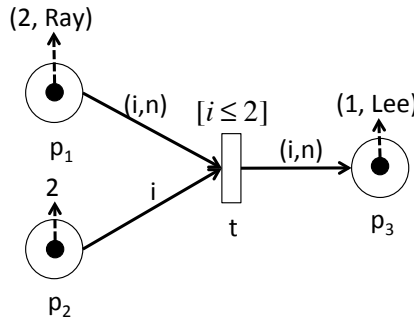 (2, Ray)
(i,n)
p1
[i ≤ 2]
(1, Lee)
(i,n)
2
i
t
p3
p2